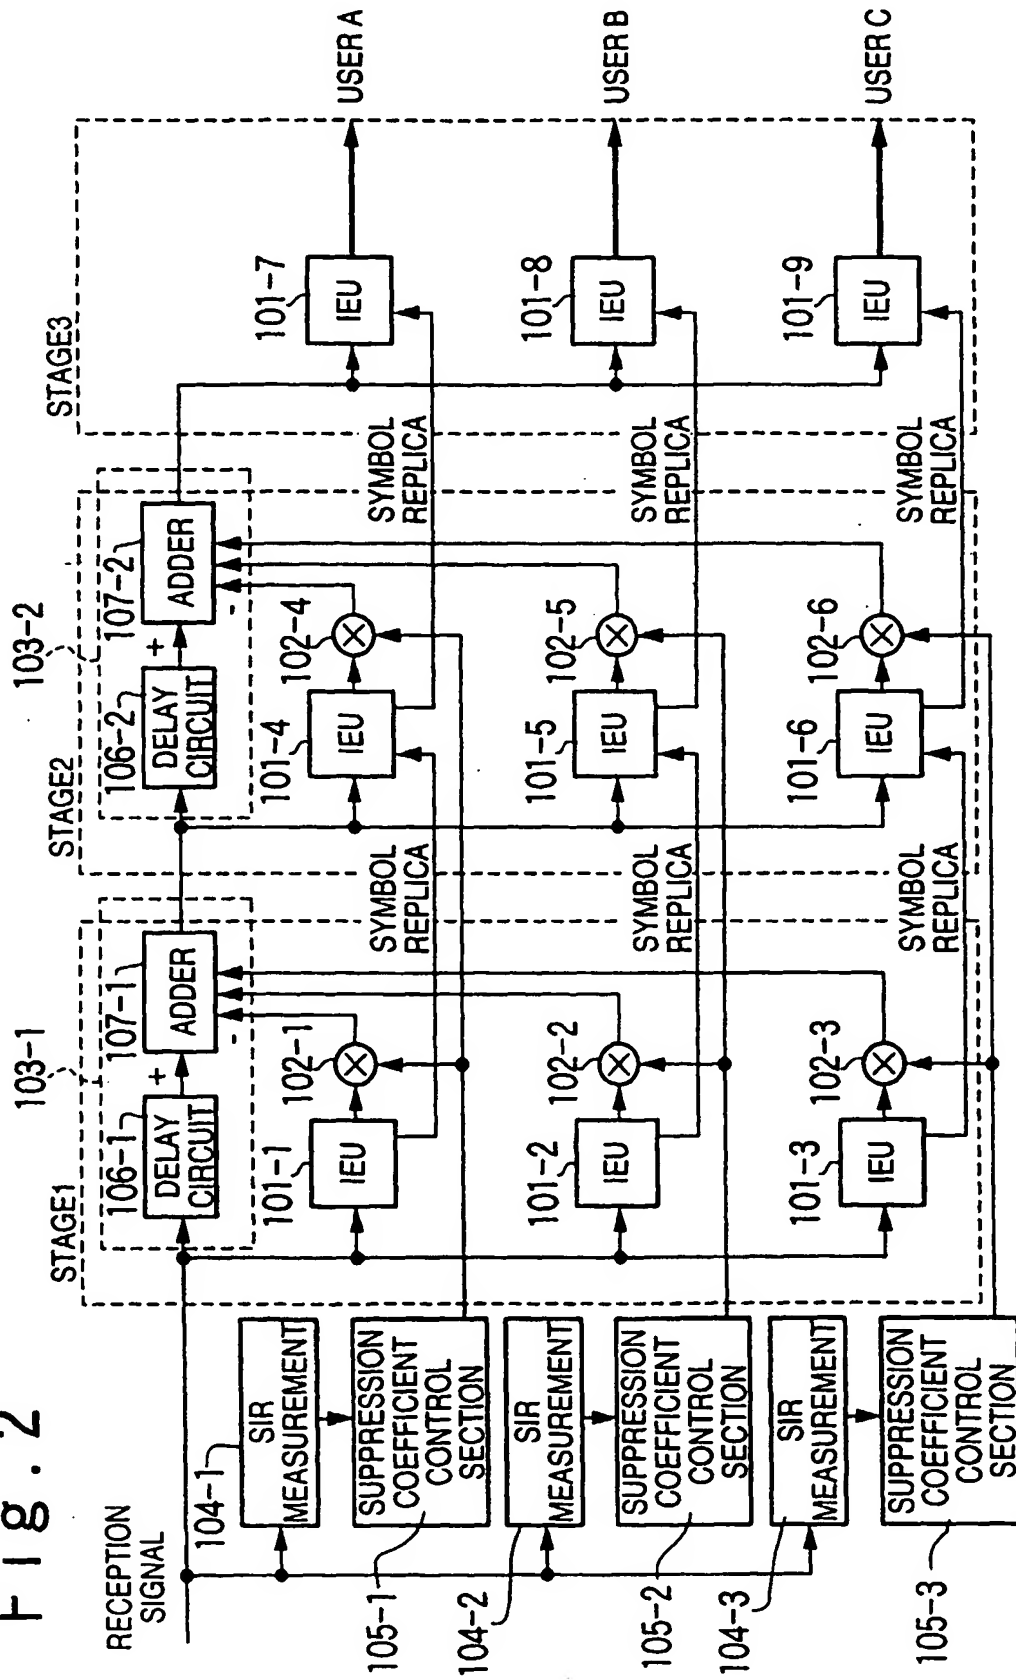 Fig. 2
RECEPTION
SIGNAL
104-1
SIR
MEASUREMENT
105-1
SUPPRESSION
COEFFICIENT
CONTROL
SECTION
104-2
SIR
MEASUREMENT
105-2
SUPPRESSION
COEFFICIENT
CONTROL
SECTION
104-3
SIR
MEASUREMENT
105-3
SUPPRESSION
COEFFICIENT
CONTROL
SECTION
STAGE1
103-1
106-1
DELAY
CIRCUIT
+
107-1
ADDER
-
101-1
IEU
102-1
×
101-2
IEU
102-2
×
101-3
IEU
102-3
×
SYMBOL
REPLICA
SYMBOL
REPLICA
SYMBOL
REPLICA
STAGE2
103-2
106-2
DELAY
CIRCUIT
+
107-2
ADDER
-
101-4
IEU
102-4
×
101-5
IEU
102-5
×
101-6
IEU
102-6
×
SYMBOL
REPLICA
SYMBOL
REPLICA
SYMBOL
REPLICA
STAGE3
101-7
IEU
USER A
101-8
IEU
USER B
101-9
IEU
USER C